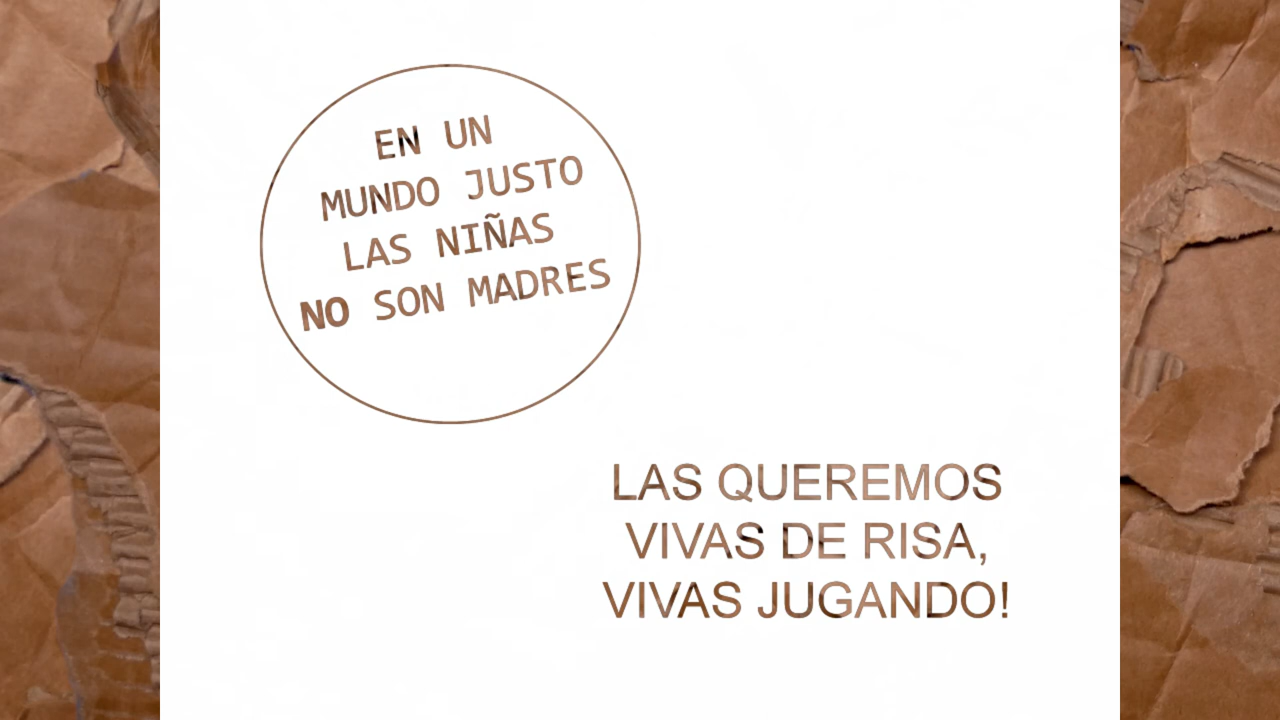 EN UN
MUNDO JUSTO
LAS NIÑAS
NO SON MADRES
LAS QUEREMOS
VIVAS DE RISA,
VIVAS JUGANDO!